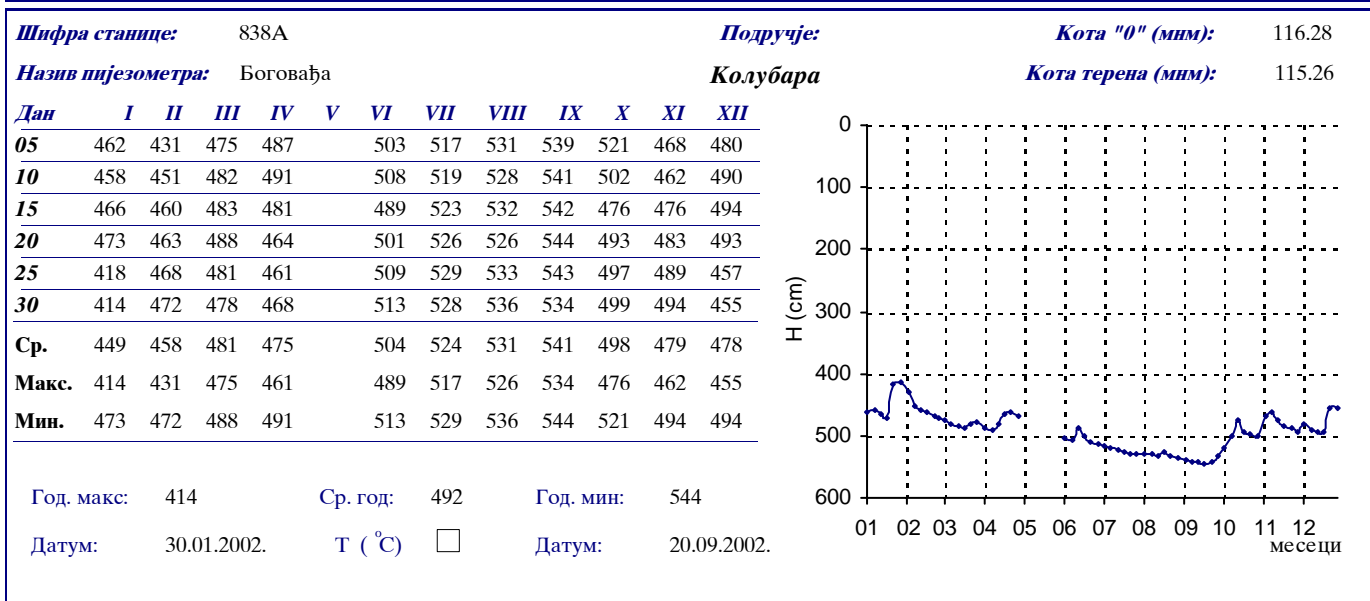 Шифра станице: 838А Подручје: Кота "0" (мнм): 116.28
Назив пијезометра: Боговађа Колубара Кота терена (мнм): 115.26
Дан I II III IV V VI VII VIII IX X XI XII
05 462 431 475 487 503 517 531 539 521 468 480
10 458 451 482 491 508 519 528 541 502 462 490
15 466 460 483 481 489 523 532 542 476 476 494
20 473 463 488 464 501 526 526 544 493 483 493
25 418 468 481 461 509 529 533 543 497 489 457
30 414 472 478 468 513 528 536 534 499 494 455
Ср. 449 458 481 475 504 524 531 541 498 479 478
Макс. 414 431 475 461 489 517 526 534 476 462 455
Мин. 473 472 488 491 513 529 536 544 521 494 494
Год. макс: 414 Ср. год: 492 Год. мин: 544
Датум: 30.01.2002. T ( °C) Датум: 20.09.2002.
H (cm)
0
100
200
300
400
500
600
01 02 03 04 05 06 07 08 09 10 11 12
месеци